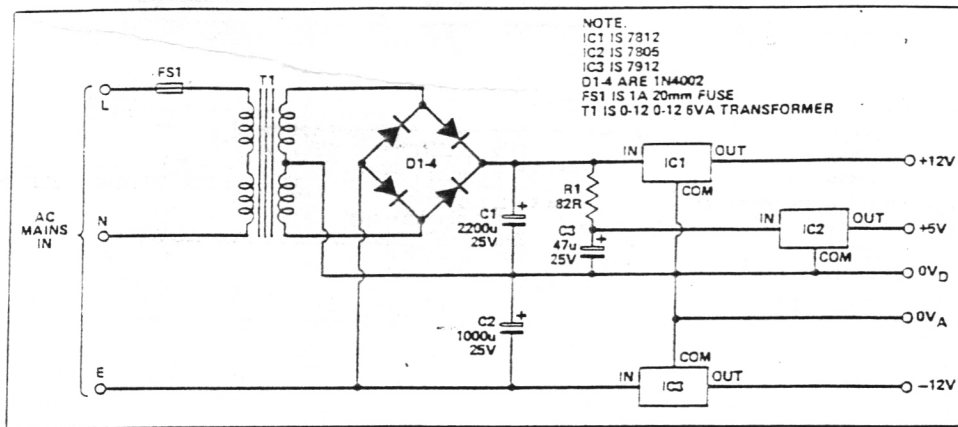 NOTE.
IC1 IS 7812
IC2 IS 7805
IC3 IS 7912
D1-4 ARE 1N4002
FS1 IS 1A 20mm FUSE
T1 IS 0-12 0-12 6VA TRANSFORMER
FS1
T1
L
D1-4
IN
IC1
OUT
+12V
COM
R1
82R
C1
2200u
25V
+
C3
47u
25V
+
IN
IC2
OUT
+5V
COM
N
AC
MAINS
IN
0VD
0VA
C2
1000u
25V
+
COM
E
IN
IC3
OUT
-12V